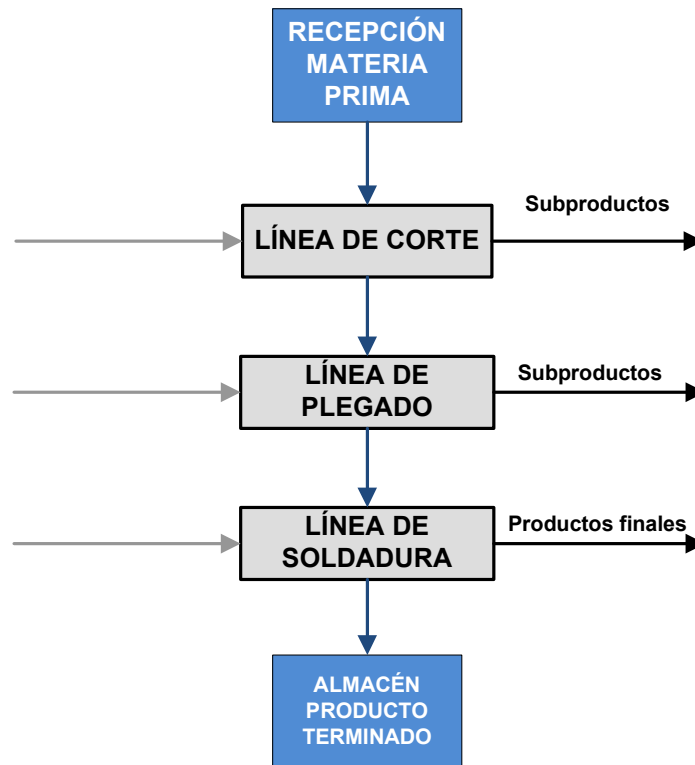 RECEPCIÓN
MATERIA
PRIMA
Subproductos
LÍNEA DE CORTE
LÍNEA DE
PLEGADO
Subproductos
LÍNEA DE
SOLDADURA
Productos finales
ALMACÉN
PRODUCTO
TERMINADO